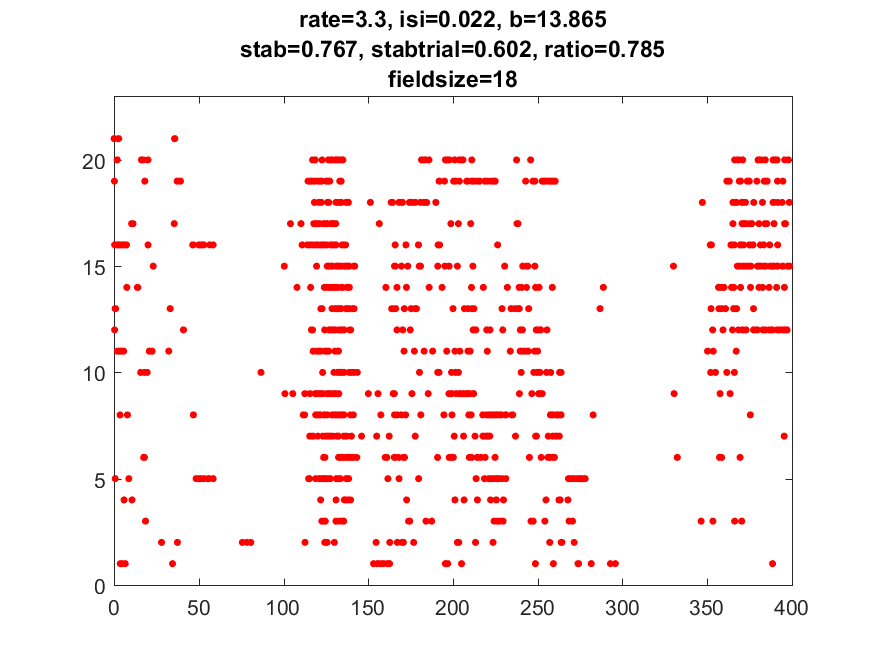 rate=3.3, isi=0.022, b=13.865
stab=0.767, stabtrial=0.602, ratio=0.785
fieldsize=18
20
15
10
5
0
0 50 100 150 200 250 300 350 400